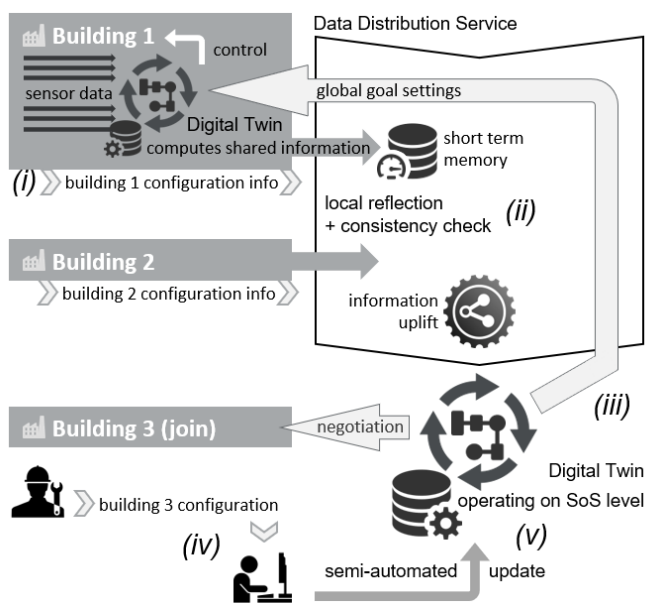 Building 1
control
Data Distribution Service
sensor data
global goal settings
Digital Twin
computes shared information
short term
memory
(i)
building 1 configuration info
local reflection
+ consistency check
(ii)
Building 2
building 2 configuration info
information
uplift
(iii)
Building 3 (join)
negotiation
Digital Twin
operating on SoS level
building 3 configuration
(iv)
(v)
semi-automated
update